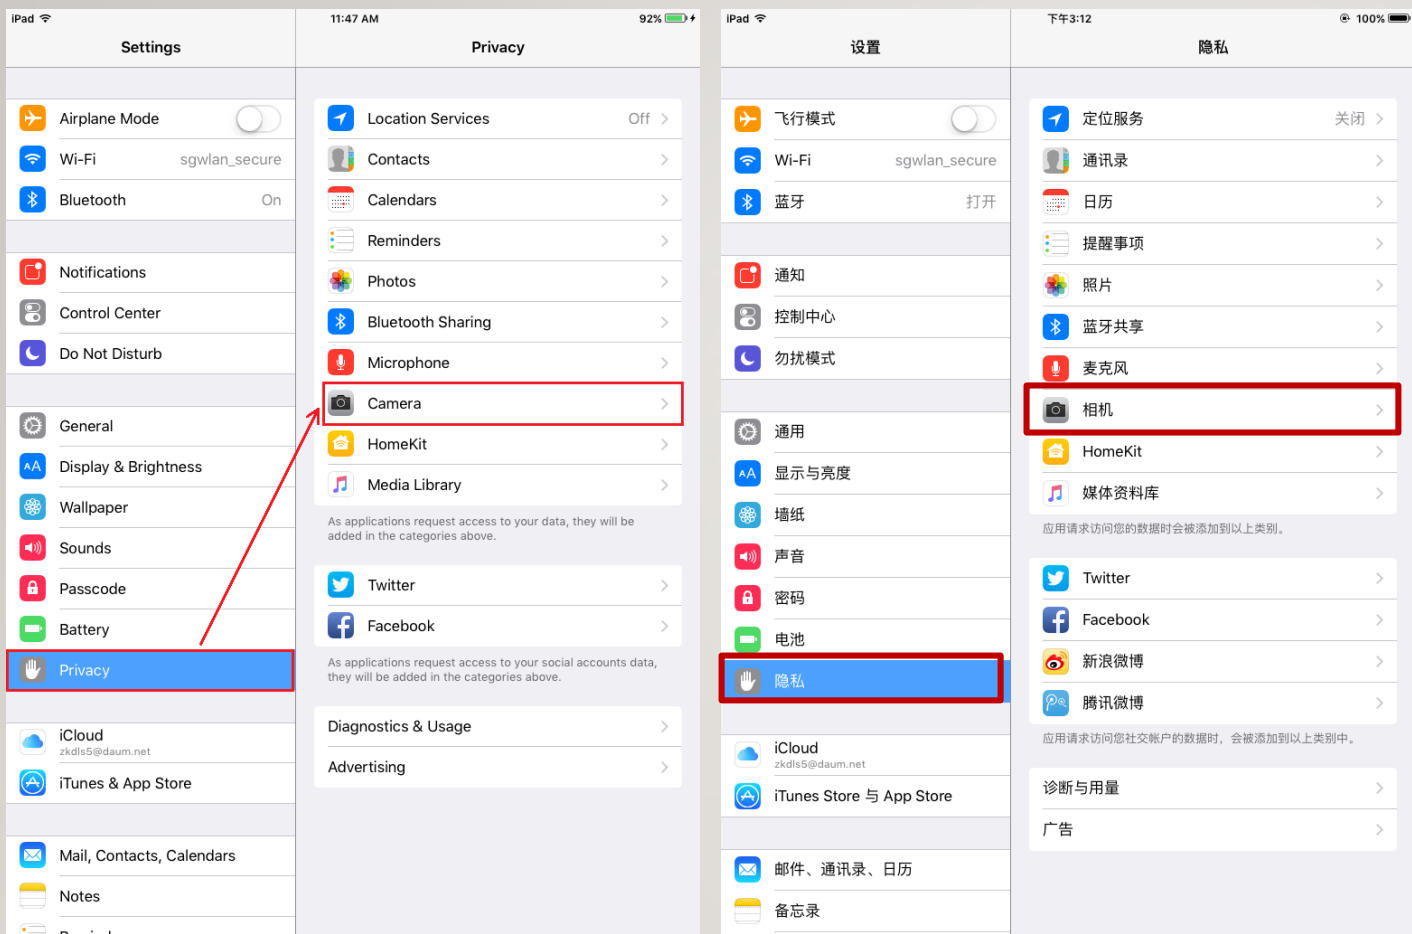 iPad
11:47 AM
92%
Settings
Privacy
Airplane Mode
Wi-Fi
sgwlan_secure
Bluetooth
On
Notifications
Control Center
Do Not Disturb
General
AA
Display & Brightness
Wallpaper
Sounds
Passcode
Battery
Privacy
iCloud
zkdls5@daum.net
iTunes & App Store
Mail, Contacts, Calendars
Notes
Location Services
Off
Contacts
Calendars
Reminders
Photos
Bluetooth Sharing
Microphone
Camera
HomeKit
Media Library
As applications request access to your data, they will be
added in the categories above.
Twitter
Facebook
As applications request access to your social accounts data,
they will be added in the categories above.
Diagnostics & Usage
Advertising
iPad
下午3:12
100%
设置
隐私
飞行模式
Wi-Fi
sgwlan_secure
蓝牙
打开
通知
控制中心
勿扰模式
通用
AA
显示与亮度
墙纸
声音
密码
电池
隐私
iCloud
zkdls5@daum.net
iTunes Store 与 App Store
邮件、通讯录、日历
备忘录
定位服务
关闭
通讯录
日历
提醒事项
照片
蓝牙共享
麦克风
相机
HomeKit
媒体资料库
应用请求访问您的数据时会被添加到以上类别。
Twitter
Facebook
新浪微博
腾讯微博
应用请求访问您社交帐户的数据时，会被添加到以上类别中。
诊断与用量
广告